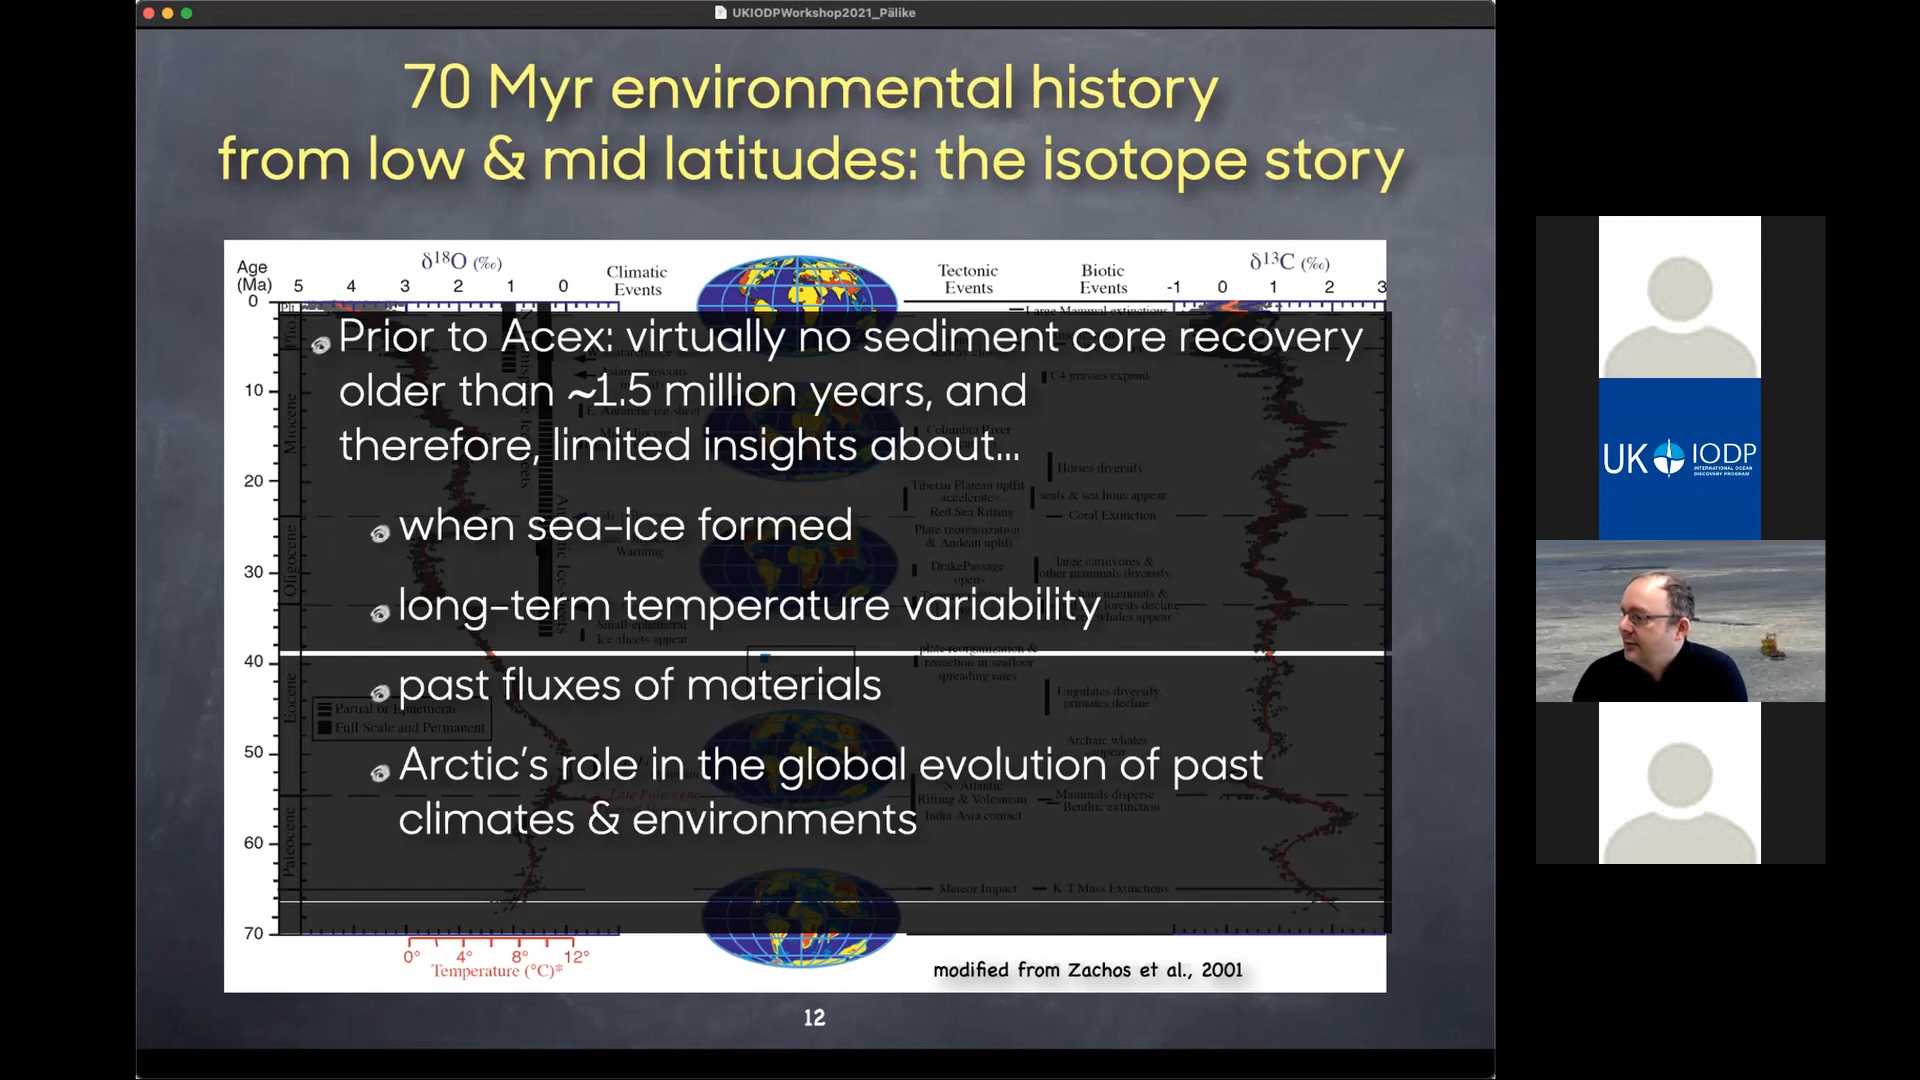 UKIODPWorkshop2021_Pälike
70 Myr environmental history
from low & mid latitudes: the isotope story
Age
(Ma)
δ18O (‰)
5 4 3 2 1 0
Climatic
Events
Tectonic
Events
Biotic
Events
δ13C (‰)
-1 0 1 2 3
0
10
20
30
40
50
60
70
Plt.
Plio
Miocene
Oligocene
Eocene
Paleocene
Prior to Acex: virtually no sediment core recovery
older than ~1.5 million years, and
therefore, limited insights about...
when sea-ice formed
long-term temperature variability
past fluxes of materials
Arctic's role in the global evolution of past
climates & environments
Large Mammal extinctions
C4 grasses expand
E. Antarctic ice sheet
Columbia River
Horses diversify
Tibetan Plateau uplift
accelerates
Red Sea Rifting
seals & sea lions appear
Coral Extinction
Plate reorganization
& Andean uplift
Warming
Drake Passage
opens
large carnivores &
other mammals diversify
Small-ephemeral
Ice-sheets appear
plate reorganization &
reduction in seafloor
spreading rates
Ungulates diversify,
primates decline
Partial or Ephemeral
Full Scale and Permanent
Archaic whales
appear
Late Paleocene
N. Atlantic
Rifting & Volcanism
India-Asia contact
Mammals disperse
Benthic extinction
Meteor Impact
K-T Mass Extinctions
0° 4° 8° 12°
Temperature (°C)*
modified from Zachos et al., 2001
12
UK IODP
INTERNATIONAL OCEAN
DISCOVERY PROGRAM